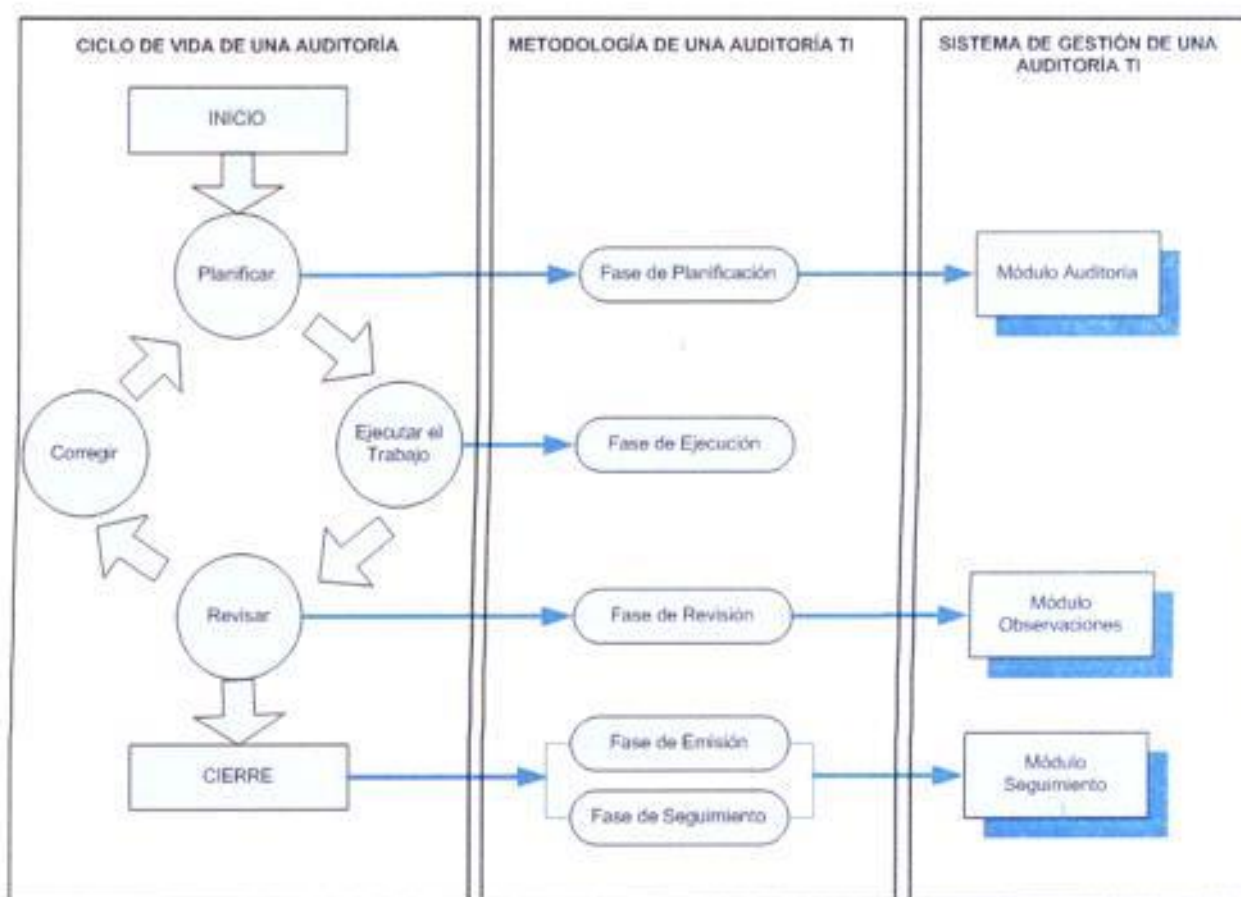 CICLO DE VIDA DE UNA AUDITORÍA
METODOLOGÍA DE UNA AUDITORÍA TI
SISTEMA DE GESTIÓN DE UNA
AUDITORÍA TI
INICIO
Planificar
Fase de Planificación
Módulo Auditoría
Corregir
Ejecutar el
Trabajo
Fase de Ejecución
Revisar
Fase de Revisión
Módulo
Observaciones
CIERRE
Fase de Emisión
Fase de Seguimiento
Módulo
Seguimiento